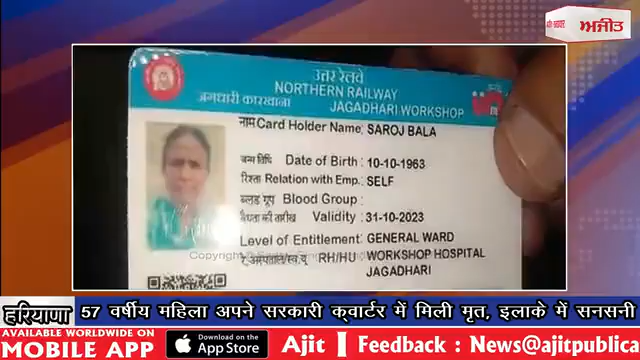 ਅਜੀਤ
उत्तर रेलवे
NORTHERN RAILWAY
जगाधरी कारखाना JAGADHARI WORKSHOP
नाम Card Holder Name: SAROJ BALA
जन्म तिथि Date of Birth : 10-10-1963
रिश्ता Relation with Emp.: SELF
ब्लड ग्रुप Blood Group :
वैधता की तारीख Validity : 31-10-2023
Level of Entitlement: GENERAL WARD
RH/HU WORKSHOP HOSPITAL
JAGADHARI
हरियाणा 57 वर्षीय महिला अपने सरकारी क्वार्टर में मिली मृत, इलाके में सनसनी
AVAILABLE WORLDWIDE ON
MOBILE APP
Download on the
App Store
Ajit Feedback : News@ajitpublica